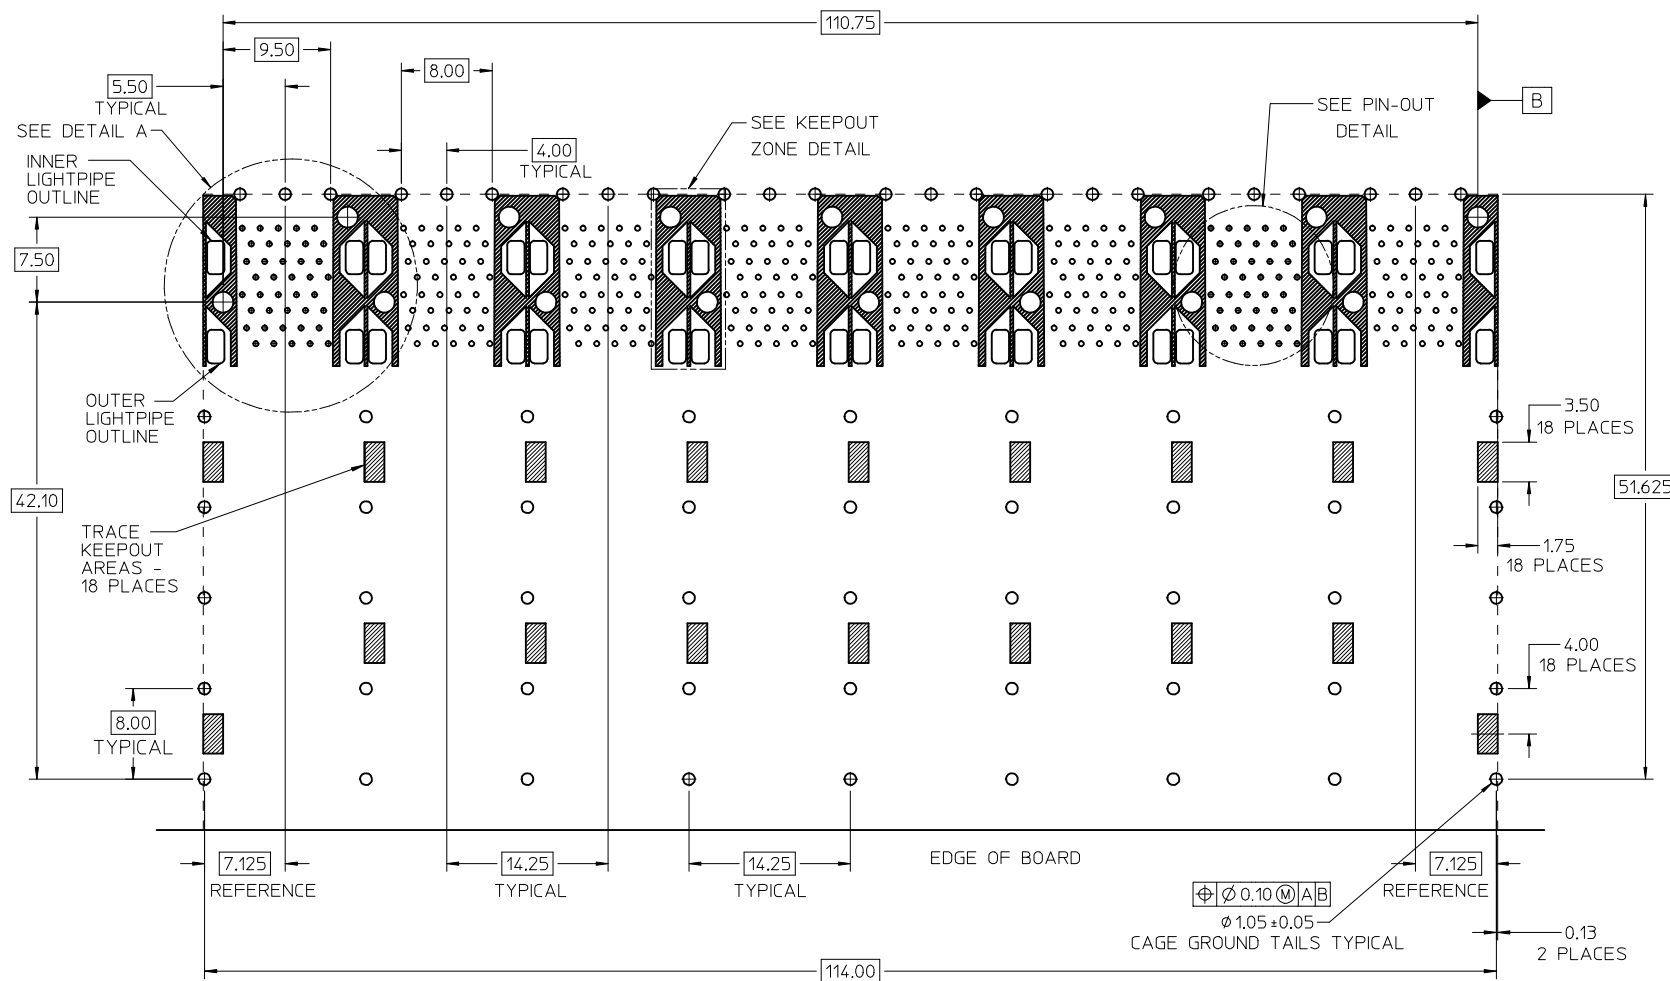 110.75
9.50
5.50
TYPICAL
8.00
SEE DETAIL A
INNER
LIGHTPIPE
OUTLINE
4.00
TYPICAL
SEE KEEPOUT
ZONE DETAIL
SEE PIN-OUT
DETAIL
B
7.50
OUTER
LIGHTPIPE
OUTLINE
3.50
18 PLACES
42.10
51.625
TRACE
KEEPOUT
AREAS -
18 PLACES
1.75
18 PLACES
4.00
18 PLACES
8.00
TYPICAL
7.125
REFERENCE
14.25
TYPICAL
14.25
TYPICAL
EDGE OF BOARD
7.125
REFERENCE
⌖ Ø 0.10 Ⓜ A B
Ø 1.05 ±0.05
CAGE GROUND TAILS TYPICAL
0.13
2 PLACES
114.00